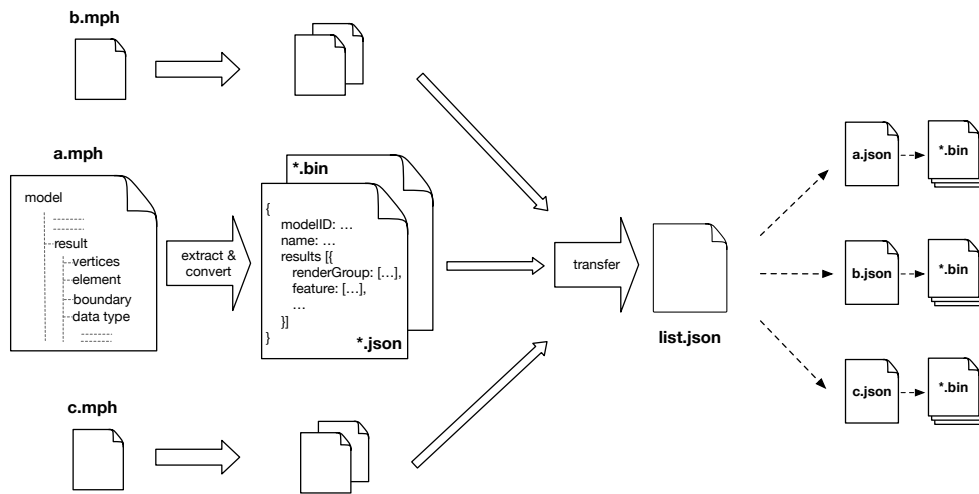 b.mph
a.mph
model
result
vertices
element
boundary
data type
extract &
convert
*.bin
{
modelID: …
name: …
results [{
renderGroup: […],
feature: […],
…
}]
}
*.json
transfer
list.json
a.json
*.bin
b.json
*.bin
c.json
*.bin
c.mph